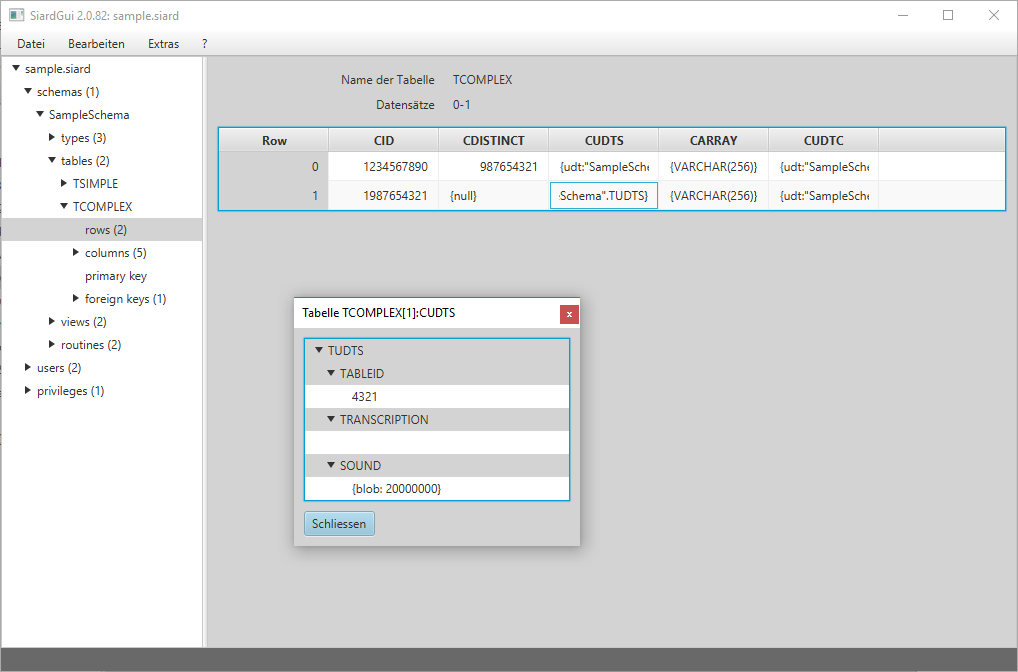 SiardGui 2.0.82: sample.siard
Datei Bearbeiten Extras ?
sample.siard
schemas (1)
SampleSchema
types (3)
tables (2)
TSIMPLE
TCOMPLEX
rows (2)
columns (5)
primary key
foreign keys (1)
views (2)
routines (2)
users (2)
privileges (1)
Name der Tabelle TCOMPLEX
Datensätze 0-1
Row CID CDISTINCT CUDTS CARRAY CUDTC
0 1234567890 987654321 {udt:"SampleSche {VARCHAR(256)} {udt:"SampleSche
1 1987654321 {null} Schema".TUDTS} {VARCHAR(256)} {udt:"SampleSche
Tabelle TCOMPLEX[1]:CUDTS
x
TUDTS
TABLEID
4321
TRANSCRIPTION
SOUND
{blob: 20000000}
Schliessen